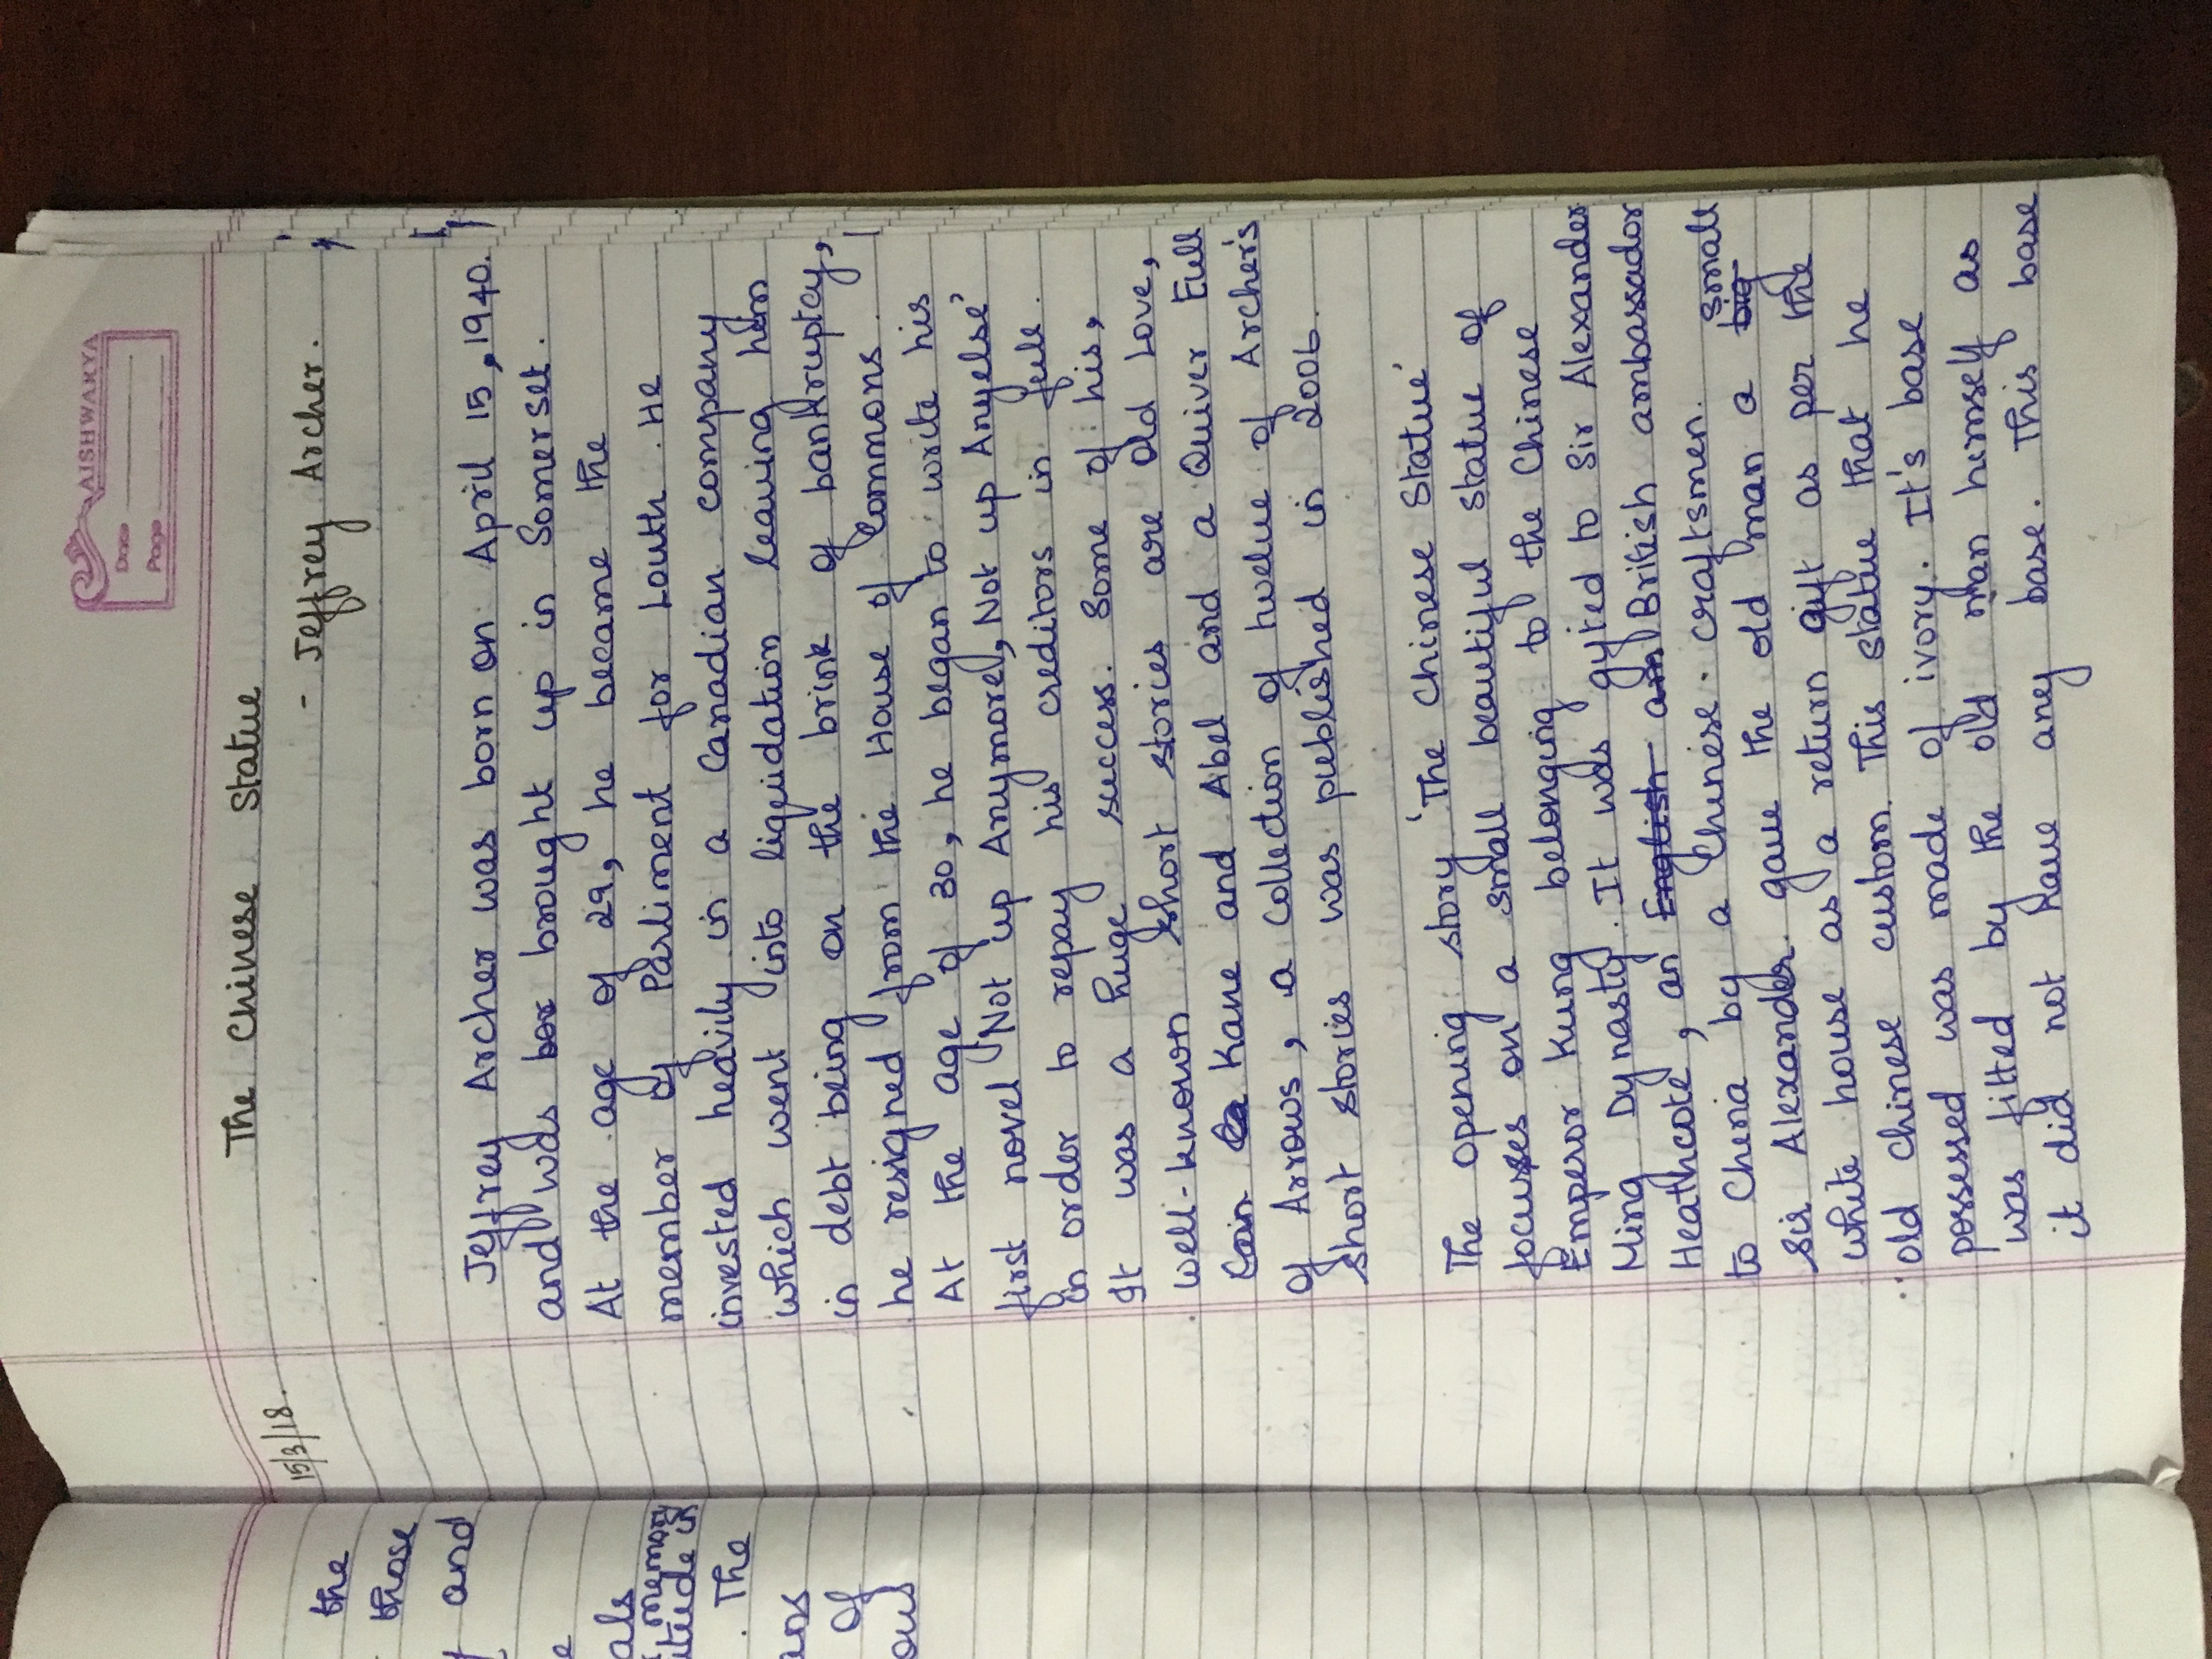 AISHWARYA
Date
Page
The Chinese Statue
15/3/18.
- Jeffrey Archer.
Jeffrey Archer was born on April 15, 1940.
and was bor brought up in Somerset.
At the age of 29, he became the
member of Parliment for Louth. He
invested heavily in a Canadian company
which went into liquidation leaving him
in debt being on the brink of bankruptcy,
he resigned from the House of Commons.
At the age of 30, he began to write his
first novel 'Not up Anymore, Not up Anyelse'
in order to repay his creditors in full.
It was a huge success. Some of his,
well-known short stories are Old Love,
Cain Ca Kane and Abel and a Quiver Full
of Arrows, a collection of twelve of Archer's
short stories was published in 2006.
The opening story 'The Chinese Statue'
focuses on a small beautiful statue of
Emperor Kung belonging to the Chinese
Ming Dynasty. It was gifted to Sir Alexander
Heathcote, an English am British ambassador
to China by a Chinese craftsmen.
Sir Alexander gave the old man a big small
white house as a return gift as per the
old chinese custom. This statue that he
possessed was made of ivory. It's base
was fitted by the old man himself as
it did not have any base. This base
the
those
and
als
memory
itude in
. The
ans
of
ous